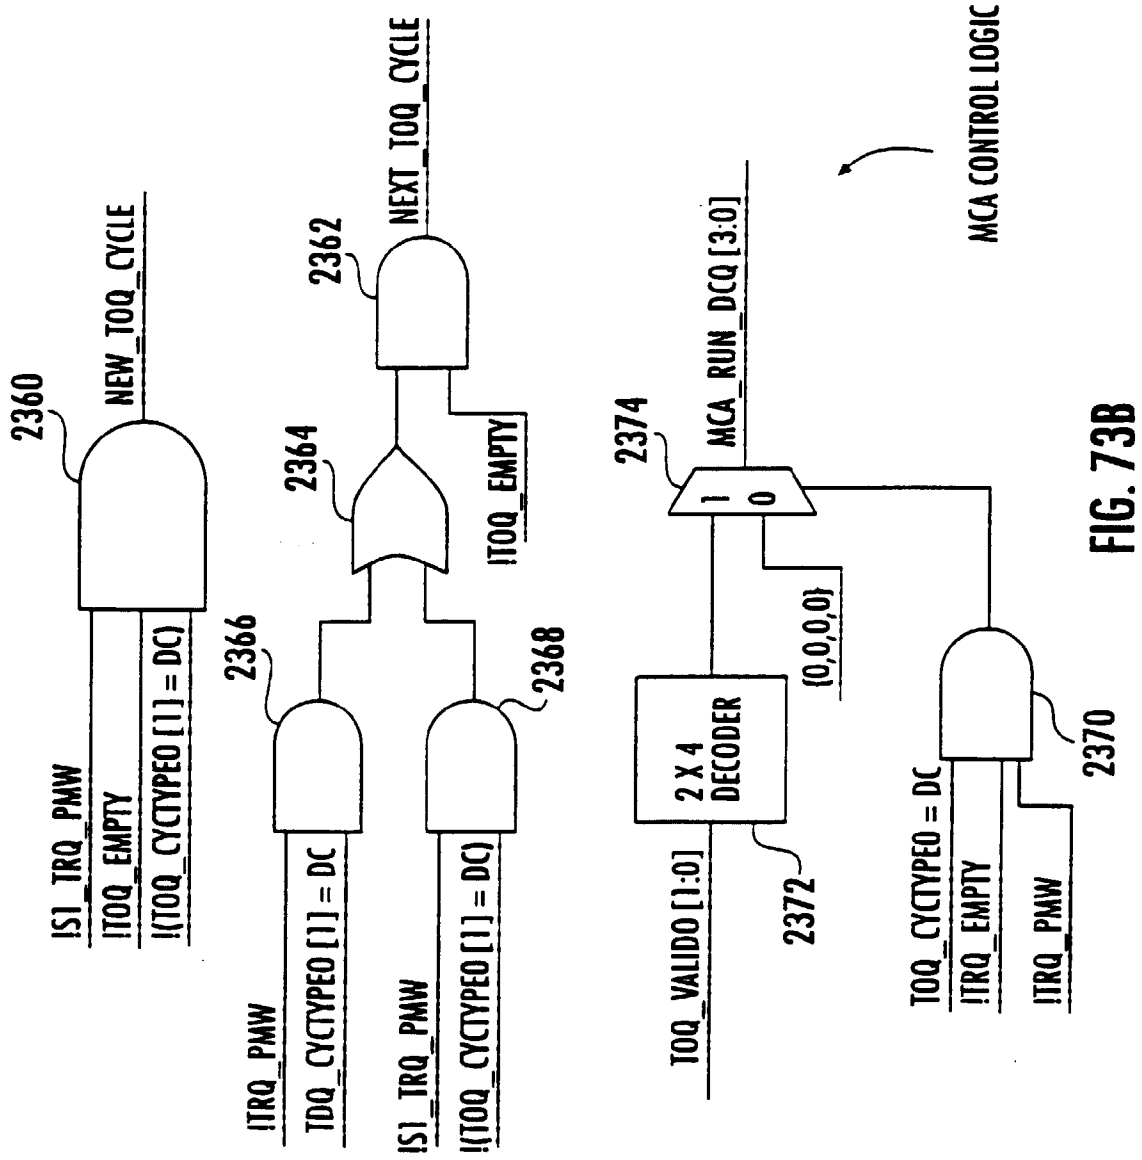 2360
!S1_TRQ_PMW
!TOQ_EMPTY
!(TOQ_CYCTYPE0 [1] = DC)
NEW_TOQ_CYCLE
2366
!TRQ_PMW
TDQ_CYCTYPE0 [1] = DC
2364
2362
NEXT_TOQ_CYCLE
!S1_TRQ_PMW
!(TOQ_CYCTYPE0 [1] = DC)
2368
!TOQ_EMPTY
TOQ_VALIDO [1:0]
2 X 4
DECODER
2372
2374
1
0
MCA_RUN_DCQ [3:0]
{0,0,0,0}
TOQ_CYCTYPE0 = DC
!TRQ_EMPTY
!TRQ_PMW
2370
MCA CONTROL LOGIC
FIG. 73B